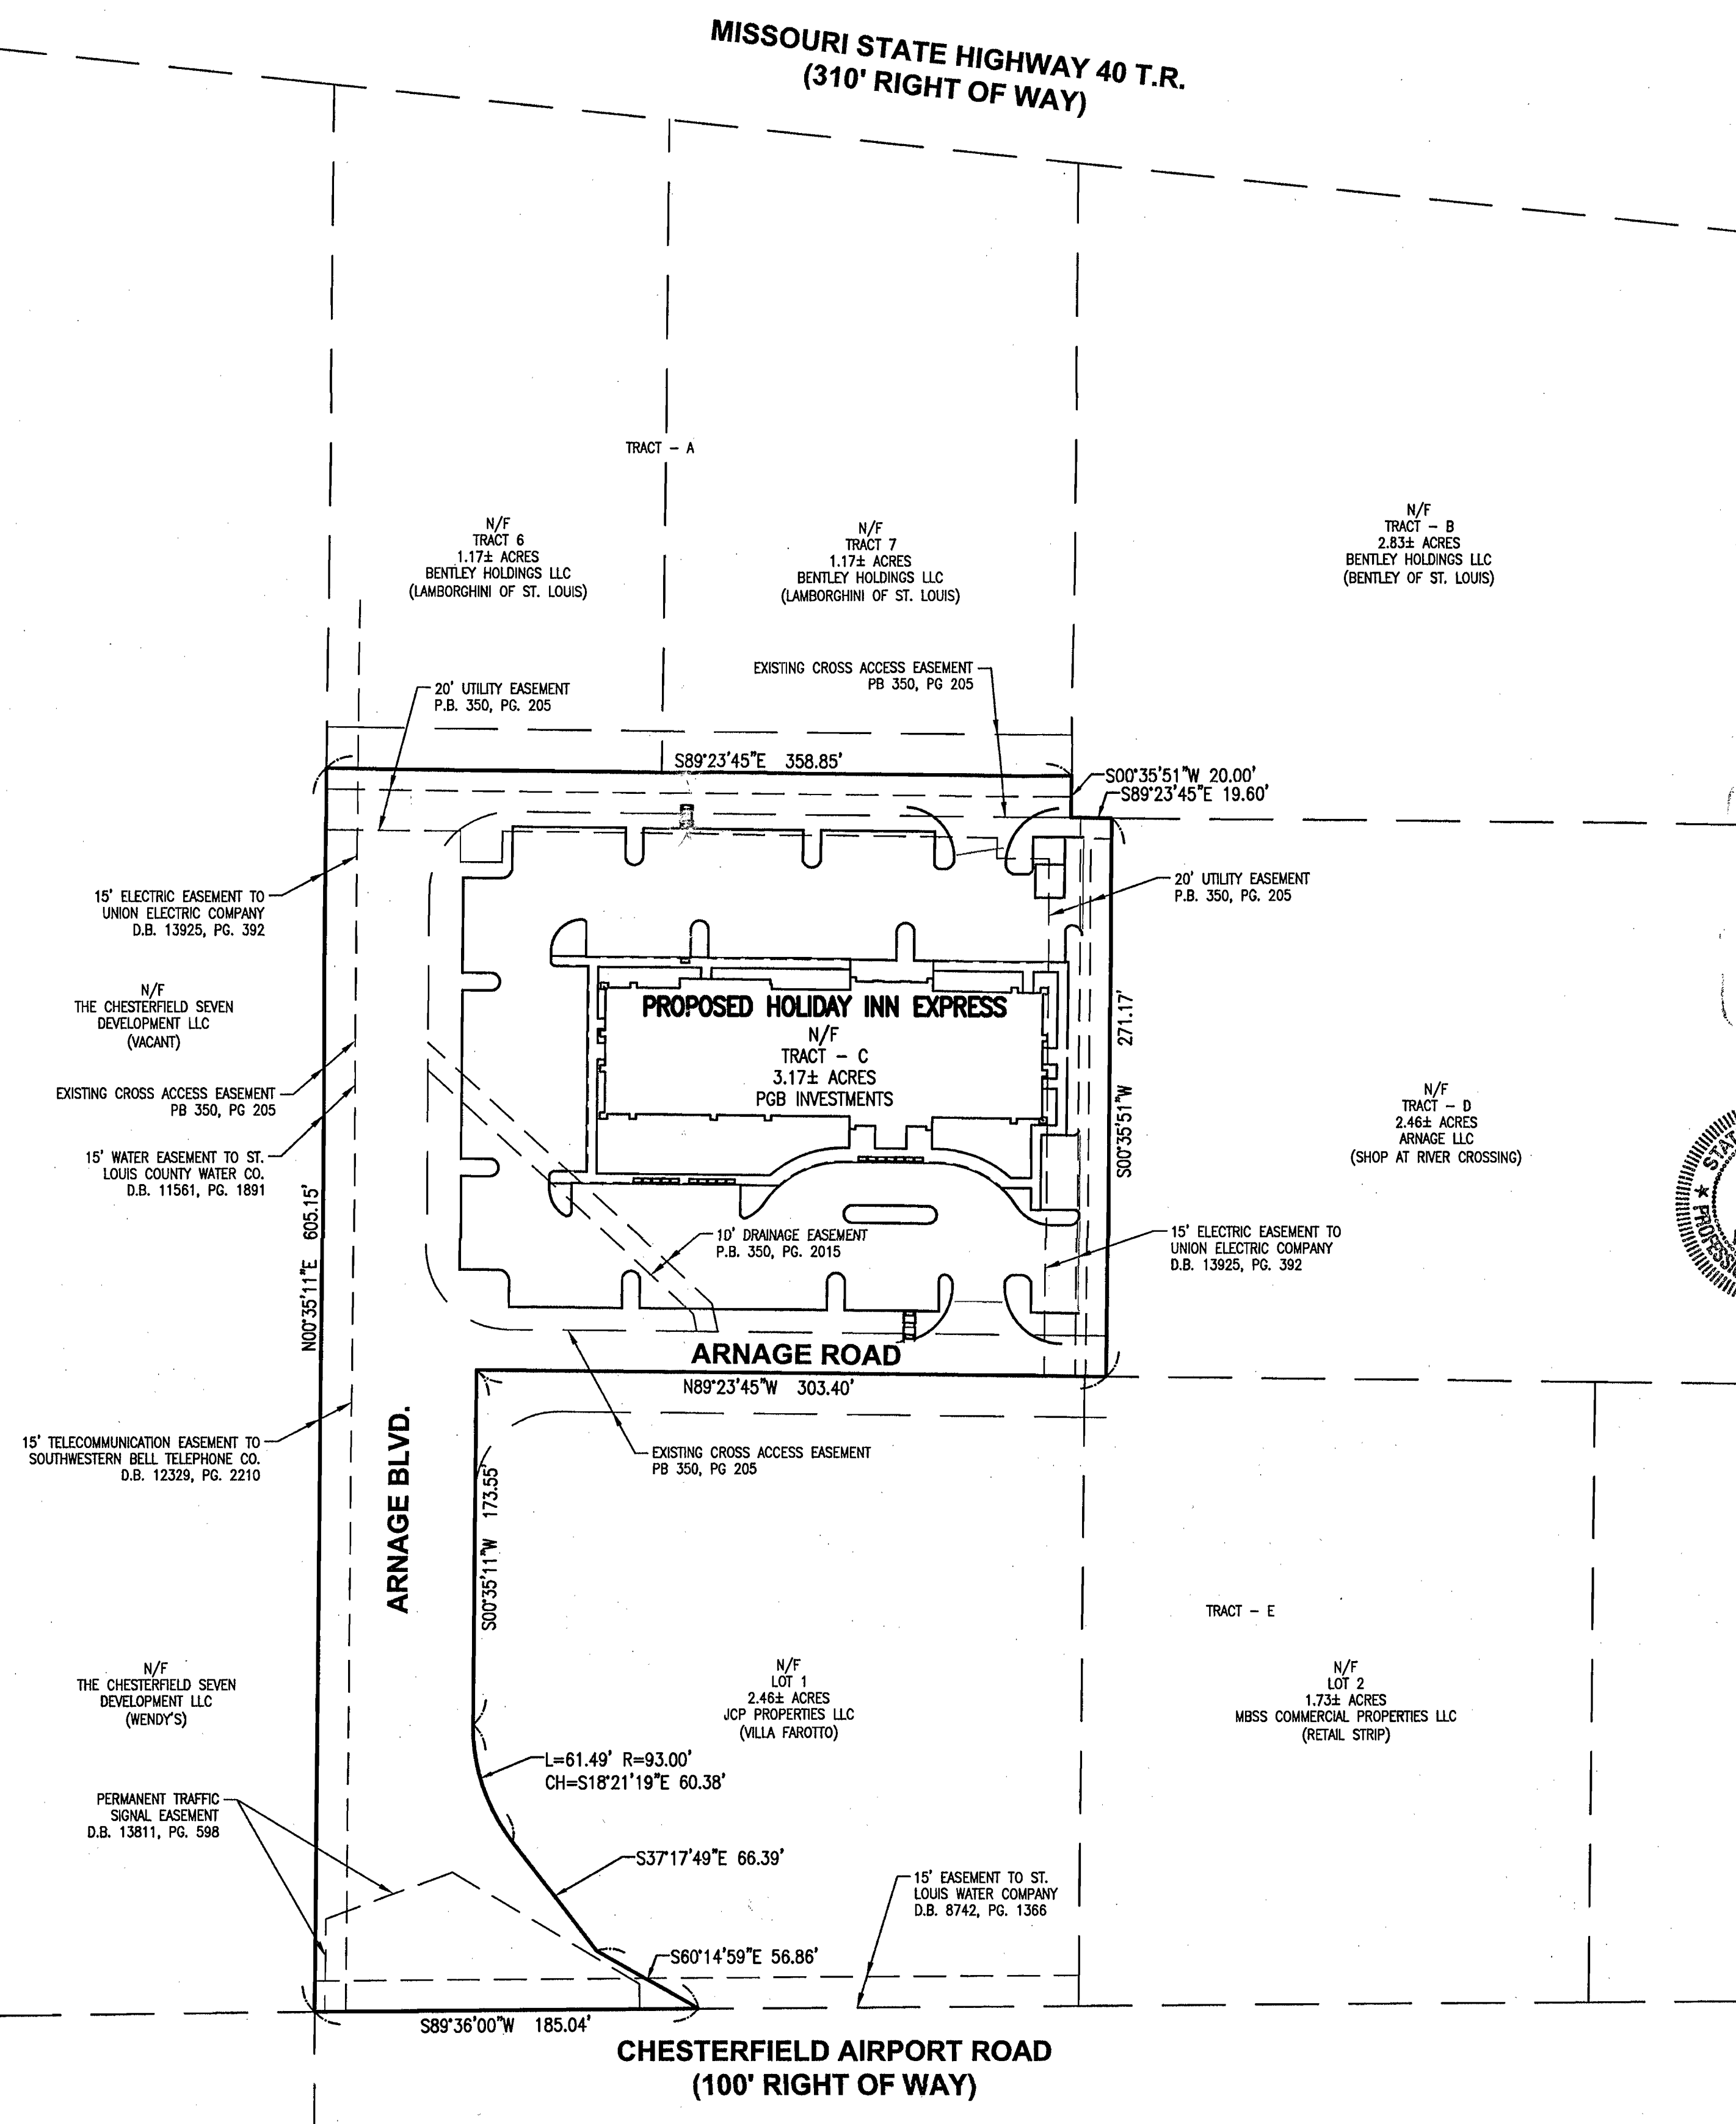 MISSOURI STATE HIGHWAY 40 T.R.
(310' RIGHT OF WAY)
TRACT - A
N/F
TRACT 6
1.17± ACRES
BENTLEY HOLDINGS LLC
(LAMBORGHINI OF ST. LOUIS)
N/F
TRACT 7
1.17± ACRES
BENTLEY HOLDINGS LLC
(LAMBORGHINI OF ST. LOUIS)
N/F
TRACT - B
2.83± ACRES
BENTLEY HOLDINGS LLC
(BENTLEY OF ST. LOUIS)
EXISTING CROSS ACCESS EASEMENT
PB 350, PG 205
20' UTILITY EASEMENT
P.B. 350, PG. 205
S89°23'45"E 358.85'
S00°35'51"W 20.00'
S89°23'45"E 19.60'
15' ELECTRIC EASEMENT TO
UNION ELECTRIC COMPANY
D.B. 13925, PG. 392
20' UTILITY EASEMENT
P.B. 350, PG. 205
N/F
THE CHESTERFIELD SEVEN
DEVELOPMENT LLC
(VACANT)
PROPOSED HOLIDAY INN EXPRESS
N/F
TRACT - C
3.17± ACRES
PGB INVESTMENTS
S00°35'51"W 271.17'
EXISTING CROSS ACCESS EASEMENT
PB 350, PG 205
N/F
TRACT - D
2.46± ACRES
ARNAGE LLC
(SHOP AT RIVER CROSSING)
STAT
PROFESSI
15' WATER EASEMENT TO ST.
LOUIS COUNTY WATER CO.
D.B. 11561, PG. 1891
N00°35'11"E 605.15'
10' DRAINAGE EASEMENT
P.B. 350, PG. 2015
15' ELECTRIC EASEMENT TO
UNION ELECTRIC COMPANY
D.B. 13925, PG. 392
ARNAGE ROAD
N89°23'45"W 303.40'
15' TELECOMMUNICATION EASEMENT TO
SOUTHWESTERN BELL TELEPHONE CO.
D.B. 12329, PG. 2210
ARNAGE BLVD.
EXISTING CROSS ACCESS EASEMENT
PB 350, PG 205
S00°35'11"W 173.55'
TRACT - E
N/F
THE CHESTERFIELD SEVEN
DEVELOPMENT LLC
(WENDY'S)
N/F
LOT 1
2.46± ACRES
JCP PROPERTIES LLC
(VILLA FAROTTO)
N/F
LOT 2
1.73± ACRES
MBSS COMMERCIAL PROPERTIES LLC
(RETAIL STRIP)
L=61.49' R=93.00'
CH=S18°21'19"E 60.38'
PERMANENT TRAFFIC
SIGNAL EASEMENT
D.B. 13811, PG. 598
S37°17'49"E 66.39'
15' EASEMENT TO ST.
LOUIS WATER COMPANY
D.B. 8742, PG. 1366
S60°14'59"E 56.86'
S89°36'00"W 185.04'
CHESTERFIELD AIRPORT ROAD
(100' RIGHT OF WAY)